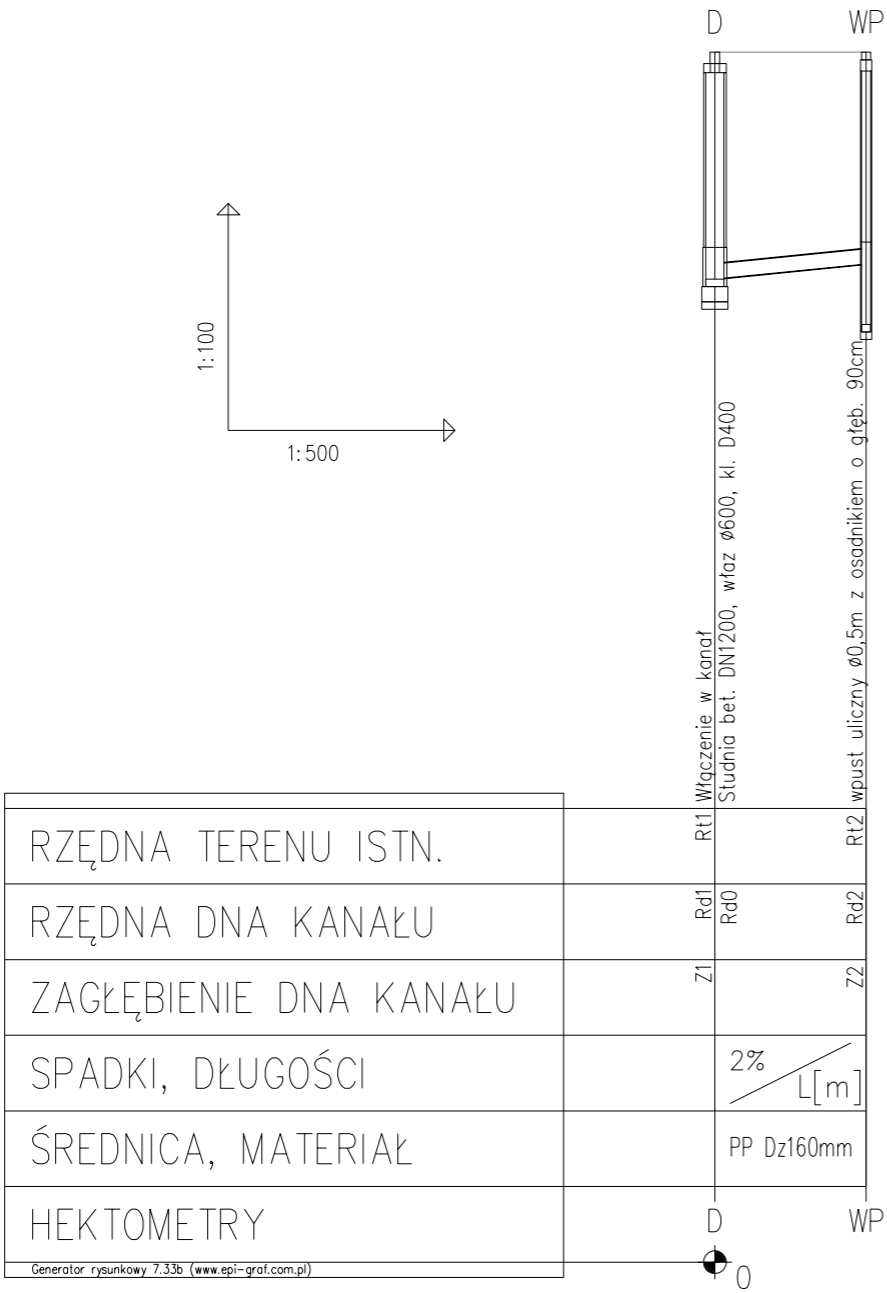 D WP
1:100
1:500
Włączenie w kanał
Studnia bet. DN1200, właz ø600, kl. D400
wpust uliczny ø0,5m z osadnikiem o głęb. 90cm
RZĘDNA TERENU ISTN. Rt1 Rt2
RZĘDNA DNA KANAŁU Rd1 Rd0 Rd2
ZAGŁĘBIENIE DNA KANAŁU Z1 Z2
SPADKI, DŁUGOŚCI 2% L[m]
ŚREDNICA, MATERIAŁ PP Dz160mm
HEKTOMETRY D WP
Generator rysunkowy 7.33b (www.epi-graf.com.pl)
0